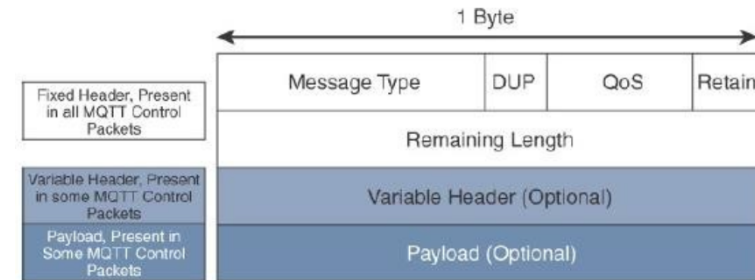 1 Byte
Message Type DUP QoS Retain
Fixed Header, Present
in all MQTT Control
Packets
Remaining Length
Variable Header, Present
in some MQTT Control
Packets
Variable Header (Optional)
Payload, Present in
Some MQTT Control
Packets
Payload (Optional)